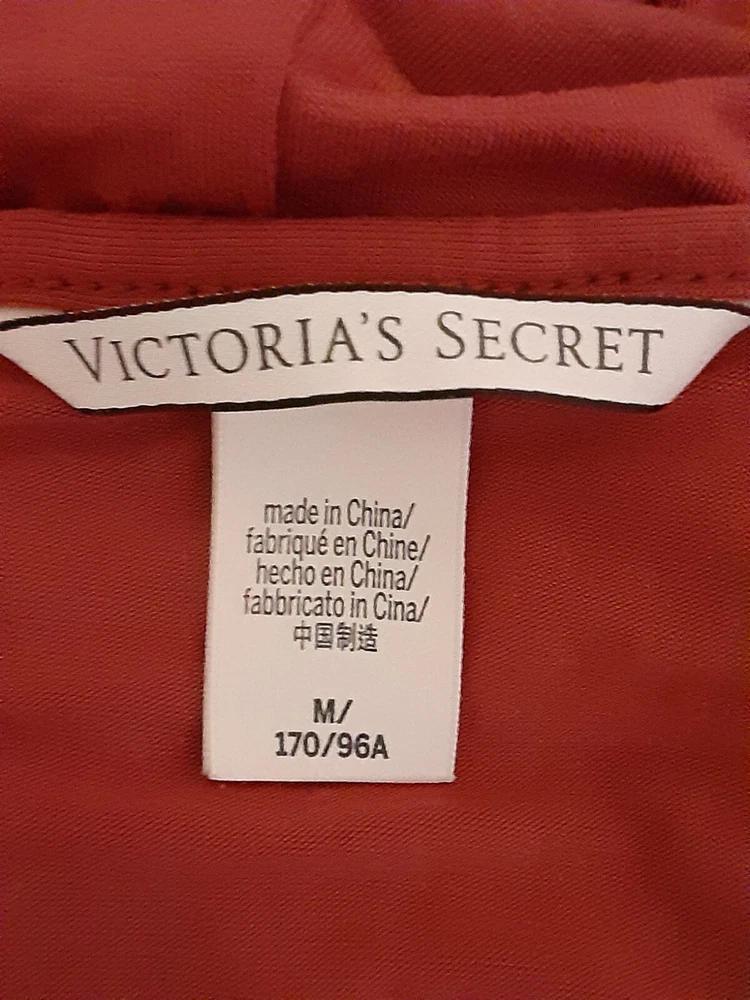 VICTORIA'S SECRET
made in China/
fabriqué en Chine/
hecho en China/
fabbricato in Cina/
中国制造
M/
170/96A